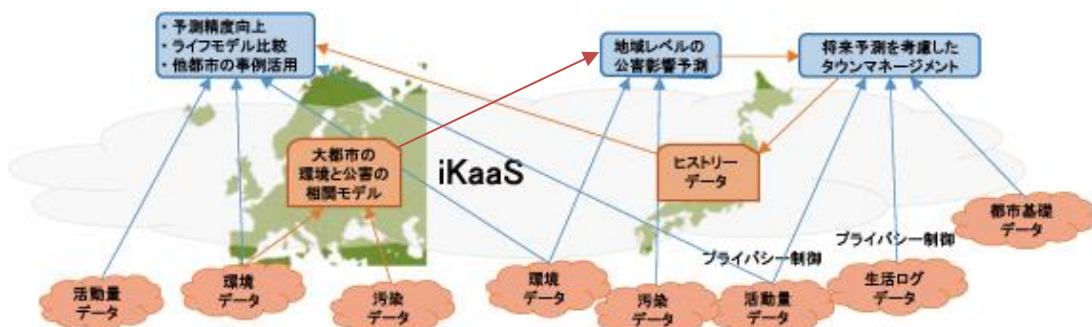 ・予測精度向上
・ライフモデル比較
・他都市の事例活用
地域レベルの
公害影響予測
将来予測を考慮した
タウンマネージメント
大都市の
環境と公害の
相関モデル
iKaaS
ヒストリー
データ
都市基礎
データ
プライバシー制御
プライバシー制御
活動量
データ
環境
データ
汚染
データ
環境
データ
汚染
データ
活動量
データ
生活ログ
データ